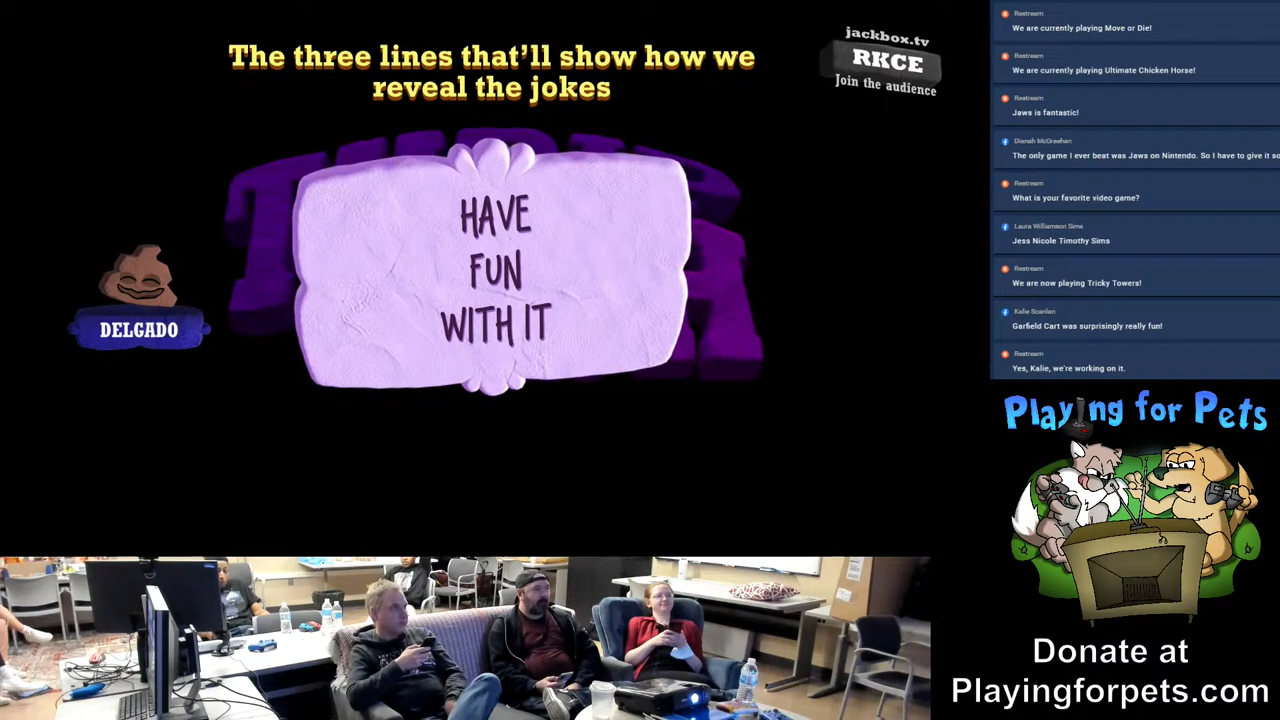 The three lines that'll show how we
reveal the jokes
jackbox.tv
RKCE
Join the audience
HAVE
FUN
WITH IT
DELGADO
Restream
We are currently playing Move or Die!
Restream
We are currently playing Ultimate Chicken Horse!
Restream
Jaws is fantastic!
Dianah McGreehan
The only game I ever beat was Jaws on Nintendo. So I have to give it so
Restream
What is your favorite video game?
Laura Williamson Sims
Jess Nicole Timothy Sims
Restream
We are now playing Tricky Towers!
Kalie Scanlan
Garfield Cart was surprisingly really fun!
Restream
Yes, Kalie, we're working on it.
Playing for Pets
Donate at
Playingforpets.com